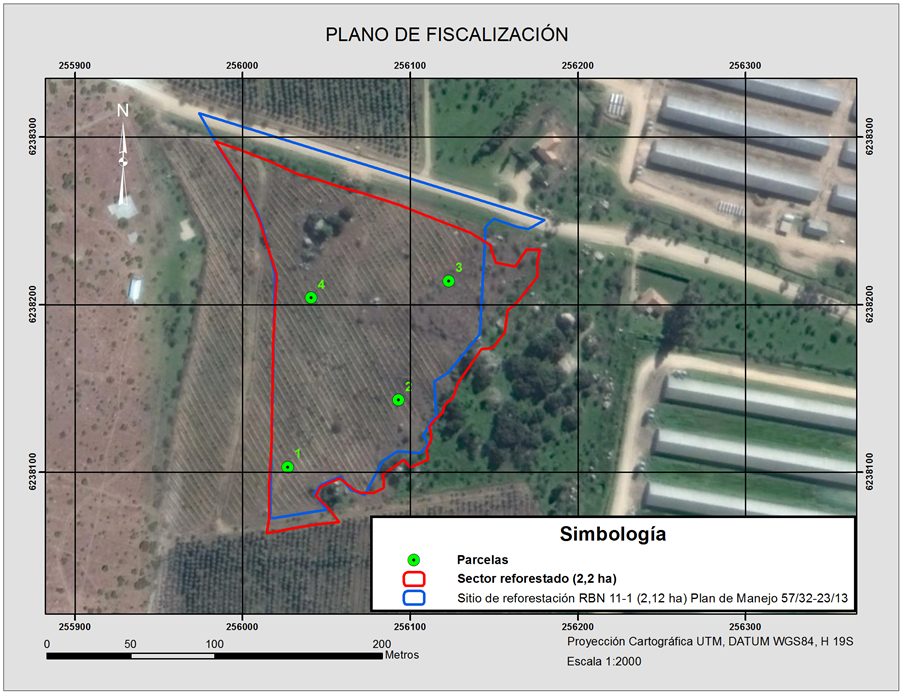 PLANO DE FISCALIZACIÓN
255900 256000 256100 256200 256300
N
6238300 6238300
3
4
6238200 6238200
2
1
6238100 6238100
Simbología
Parcelas
Sector reforestado (2,2 ha)
Sitio de reforestación RBN 11-1 (2,12 ha) Plan de Manejo 57/32-23/13
255900 256000 256100 256200 256300
0 50 100 200
Metros
Proyección Cartográfica UTM, DATUM WGS84, H 19S
Escala 1:2000